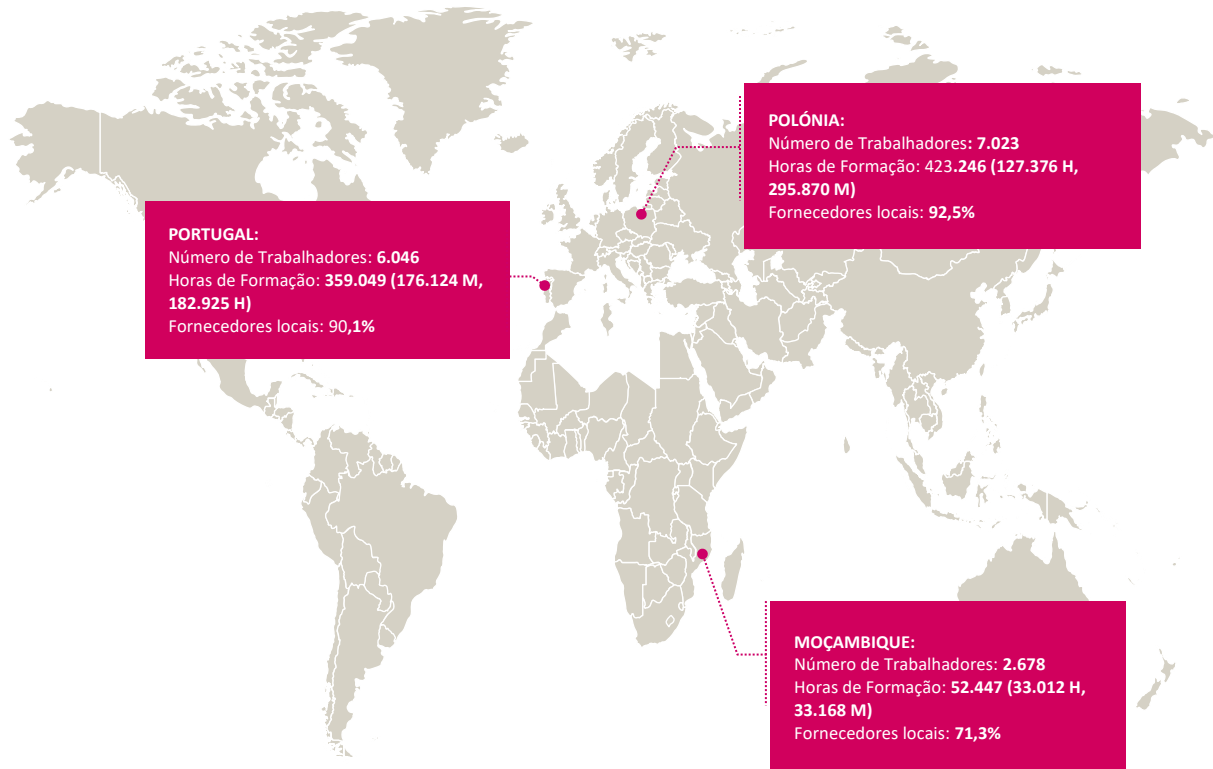 POLÓNIA:
Número de Trabalhadores: 7.023
Horas de Formação: 423.246 (127.376 H,
295.870 M)
Fornecedores locais: 92,5%
PORTUGAL:
Número de Trabalhadores: 6.046
Horas de Formação: 359.049 (176.124 M,
182.925 H)
Fornecedores locais: 90,1%
MOÇAMBIQUE:
Número de Trabalhadores: 2.678
Horas de Formação: 52.447 (33.012 H,
33.168 M)
Fornecedores locais: 71,3%